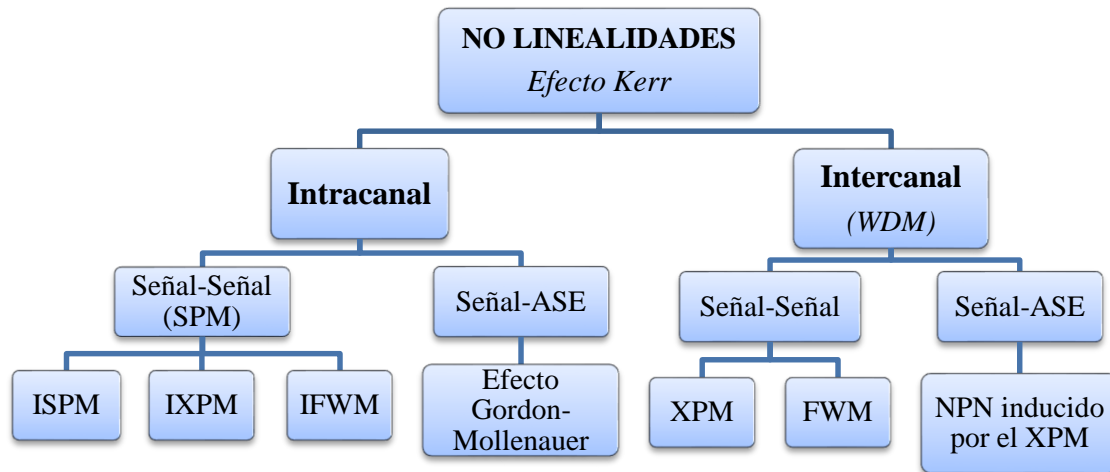 NO LINEALIDADES
Efecto Kerr
Intracanal
Intercanal
(WDM)
Señal-Señal
(SPM)
Señal-ASE
Señal-Señal
Señal-ASE
ISPM
IXPM
IFWM
Efecto
Gordon-
Mollenauer
XPM
FWM
NPN inducido
por el XPM